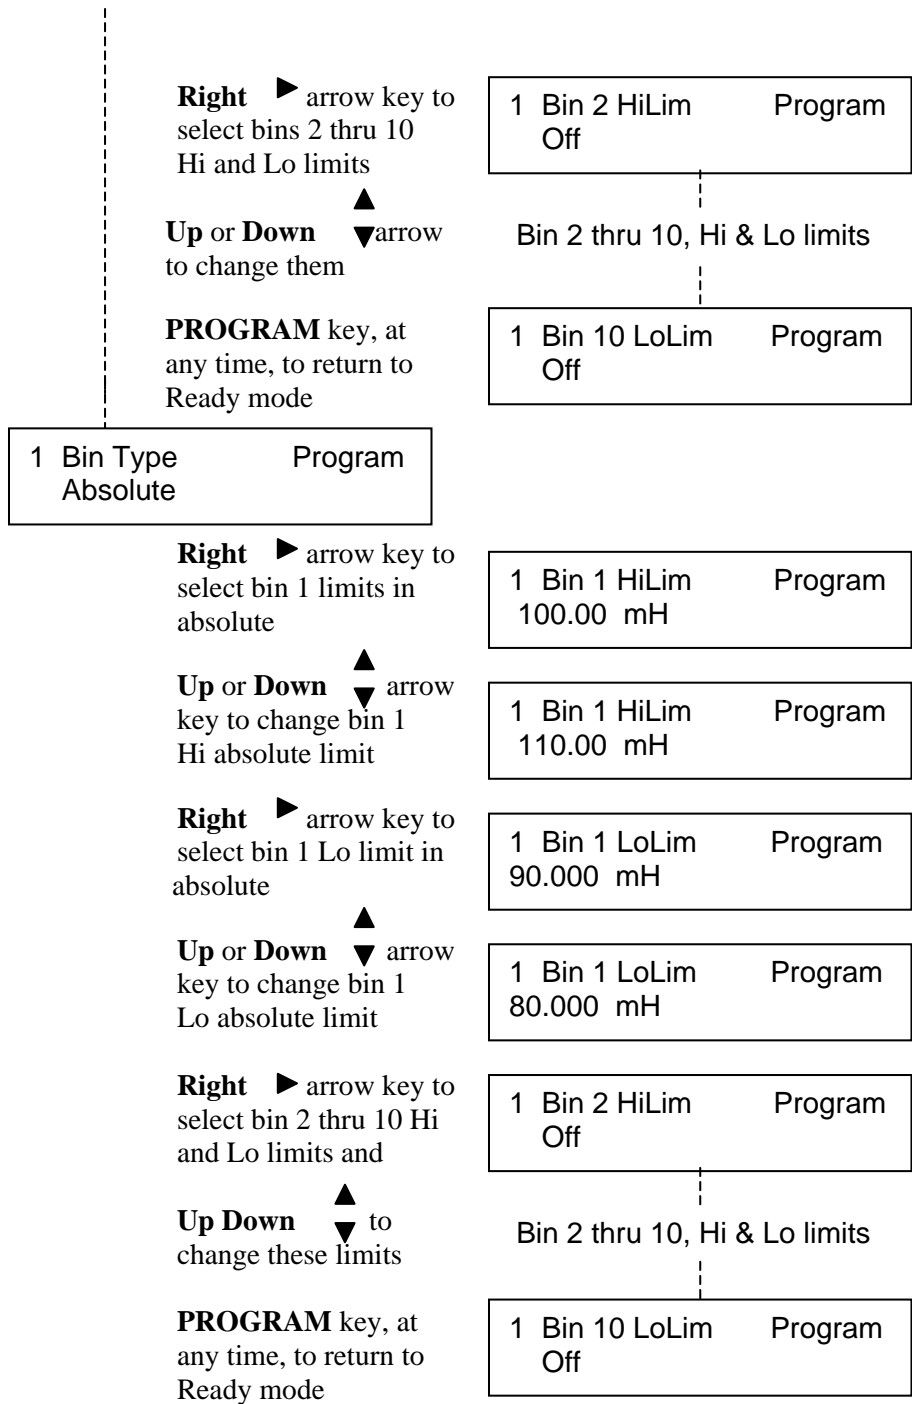 Right ► arrow key to
select bins 2 thru 10
Hi and Lo limits
1 Bin 2 HiLim Program
Off
▲
Up or Down ▼arrow
to change them
Bin 2 thru 10, Hi & Lo limits
PROGRAM key, at
any time, to return to
Ready mode
1 Bin 10 LoLim Program
Off
1 Bin Type Program
Absolute
Right ► arrow key to
select bin 1 limits in
absolute
1 Bin 1 HiLim Program
100.00 mH
▲
Up or Down ▼ arrow
key to change bin 1
Hi absolute limit
1 Bin 1 HiLim Program
110.00 mH
Right ► arrow key to
select bin 1 Lo limit in
absolute
1 Bin 1 LoLim Program
90.000 mH
▲
Up or Down ▼ arrow
key to change bin 1
Lo absolute limit
1 Bin 1 LoLim Program
80.000 mH
Right ► arrow key to
select bin 2 thru 10 Hi
and Lo limits and
1 Bin 2 HiLim Program
Off
▲
Up Down ▼ to
change these limits
Bin 2 thru 10, Hi & Lo limits
PROGRAM key, at
any time, to return to
Ready mode
1 Bin 10 LoLim Program
Off